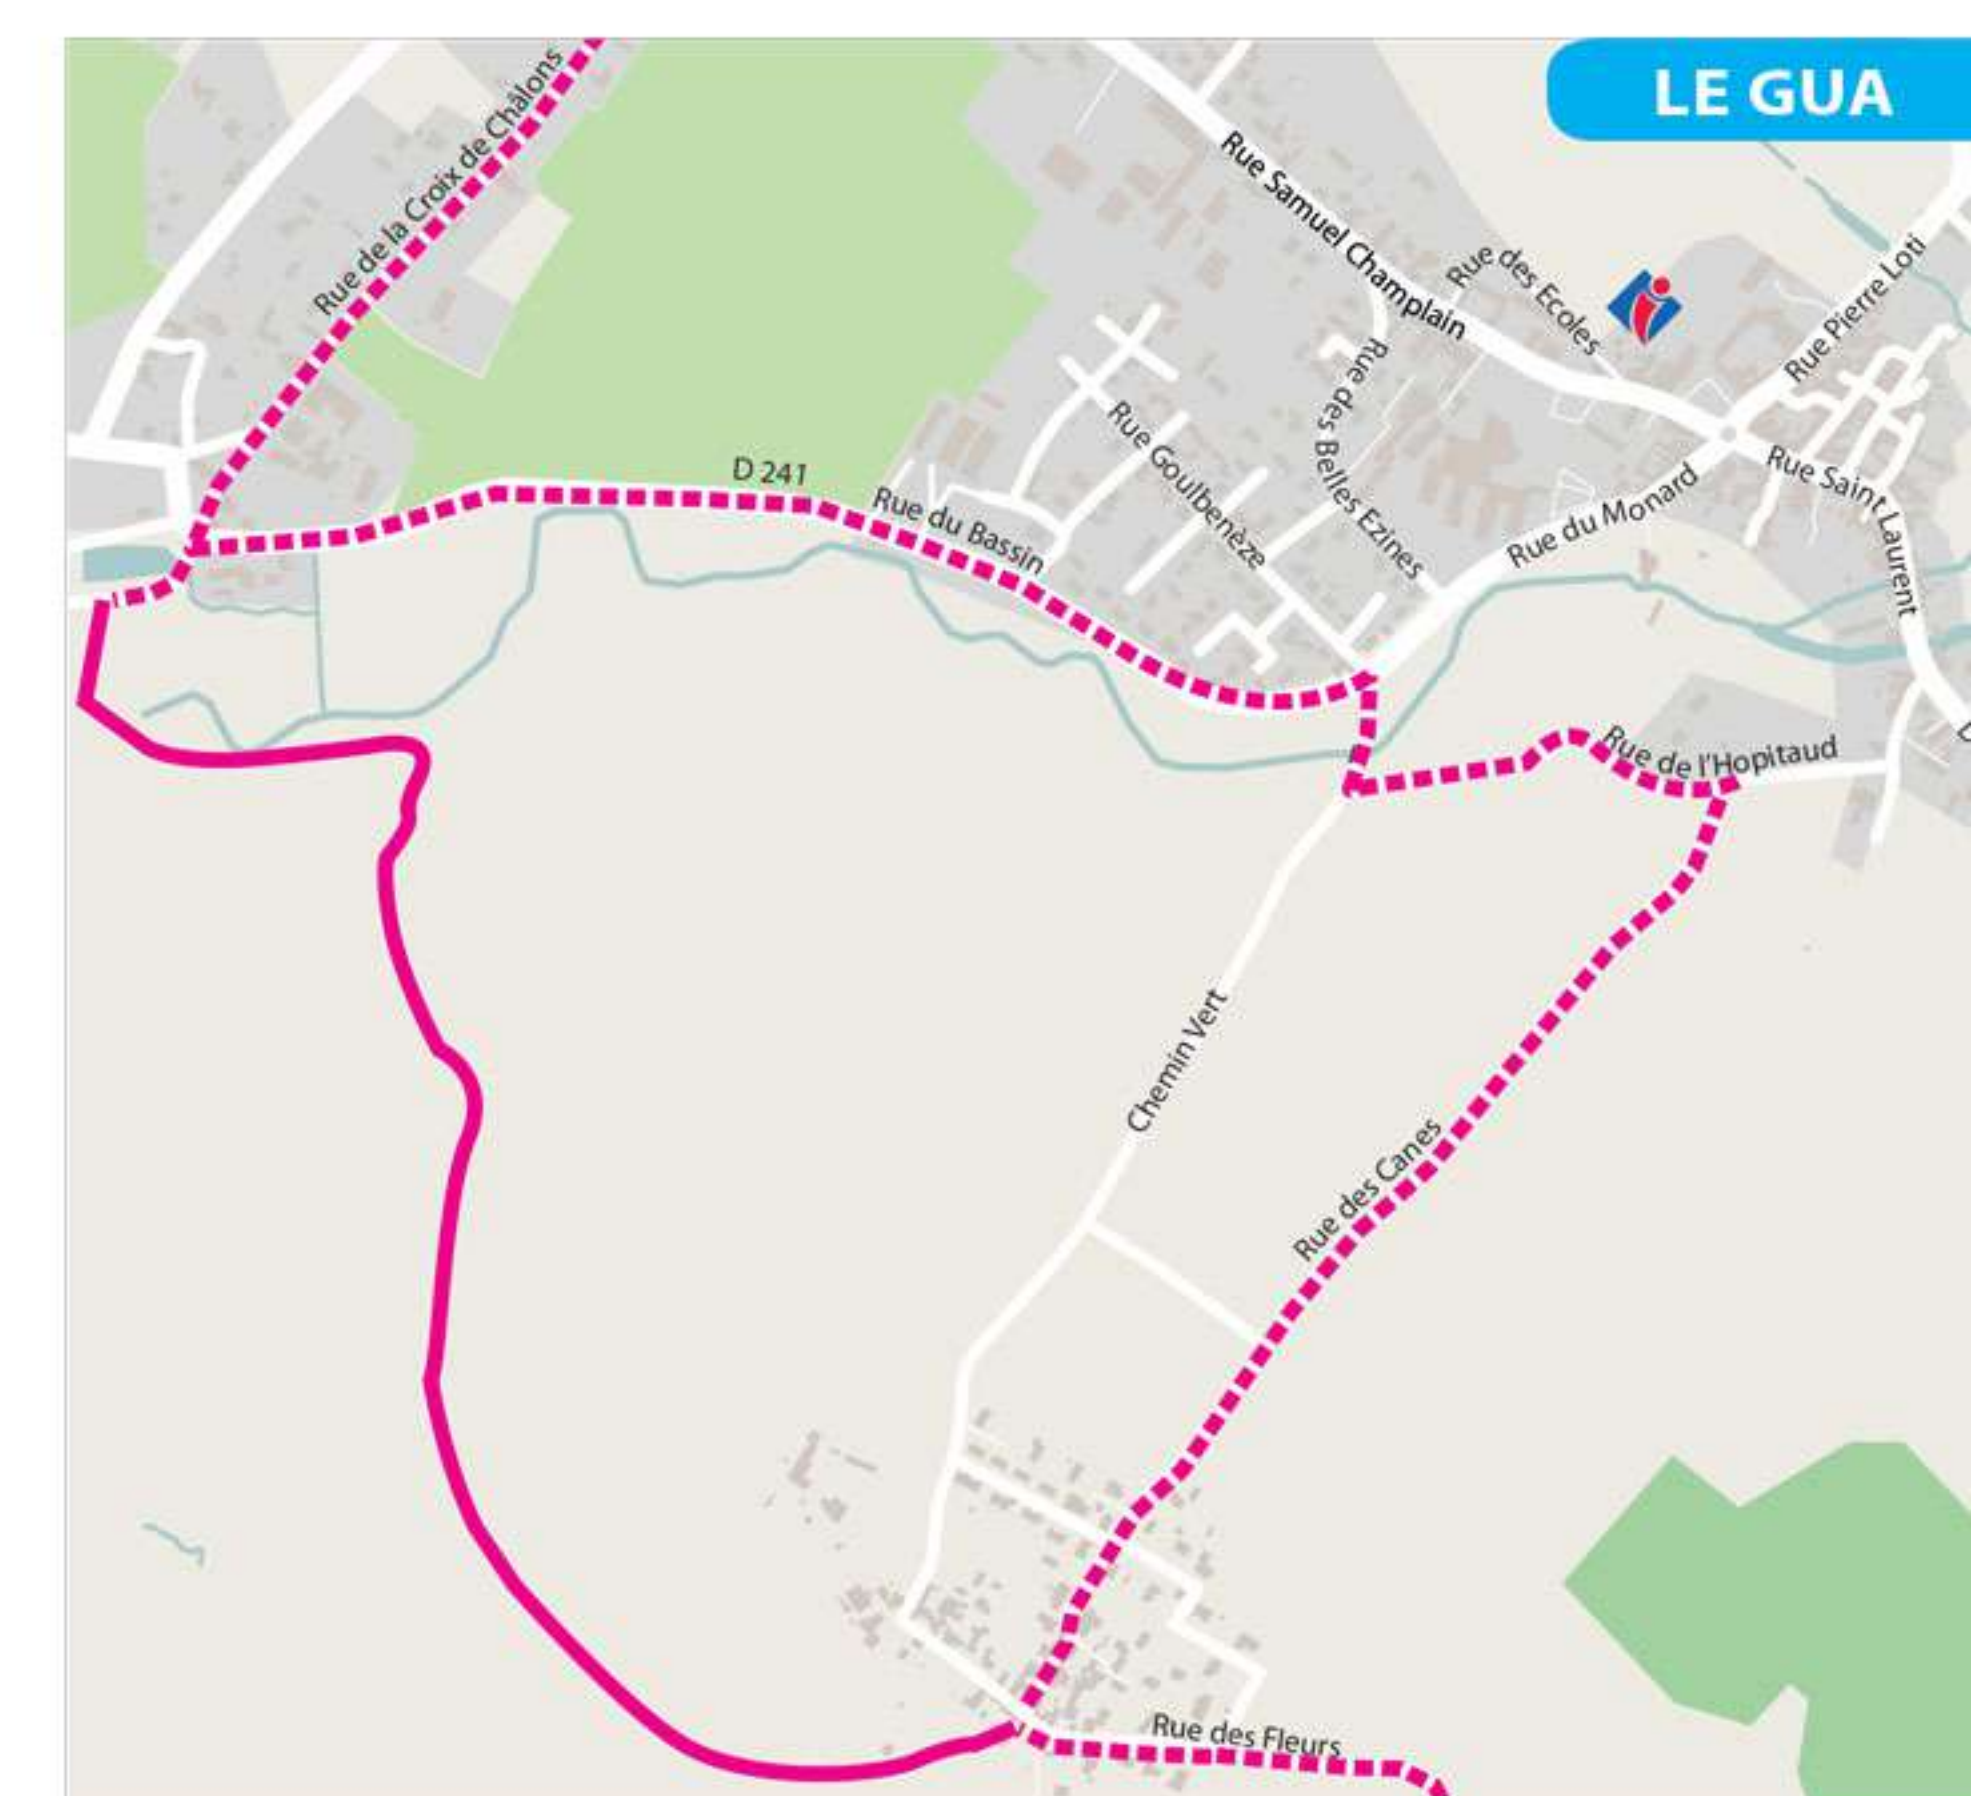 LE GUA
Rue de la Croix de Châlons
Rue Samuel Champlain
Rue des Ecoles
Rue Pierre Loti
Rue des Belles Ezines
Rue Goulbenèze
D 241
Rue du Bassin
Rue du Monard
Rue Saint Laurent
Rue de l'Hopitaud
Chemin Vert
Rue des Canes
Rue des Fleurs